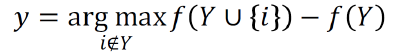 y = arg max f(Y ∪ {i}) − f(Y)
i∉Y